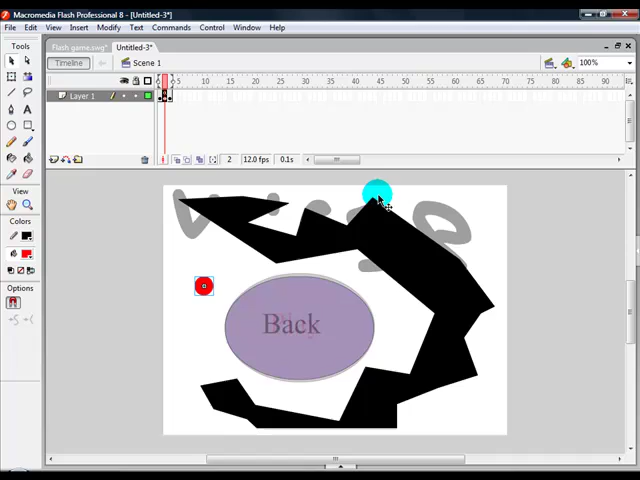 Macromedia Flash Professional 8 - [Untitled-3*]
File Edit View Insert Modify Text Commands Control Window Help
Tools
Flash game.swg* Untitled-3*
Timeline Scene 1 100%
5 10 15 20 25 30 35 40 45 50 55 60 65 70 75 80 85 90
Layer 1
2 12.0 fps 0.1s
View
Colors
Options
Back